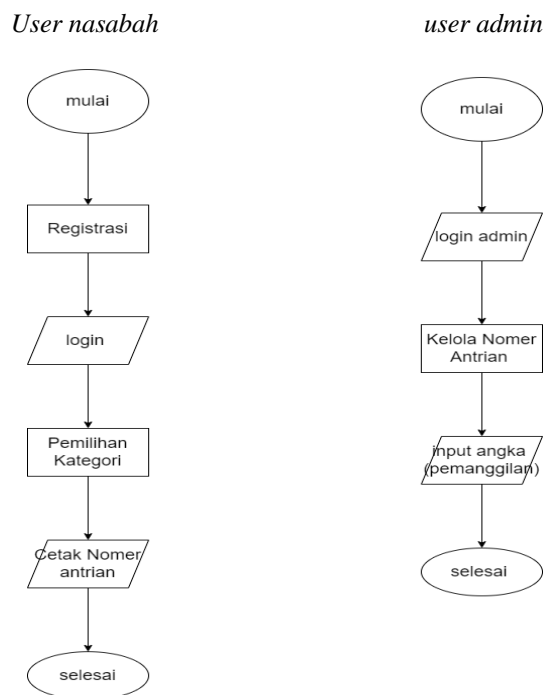 User nasabah
mulai
Registrasi
login
Pemilihan
Kategori
Cetak Nomer
antrian
selesai
user admin
mulai
login admin
Kelola Nomer
Antrian
input angka
(pemanggilan)
selesai